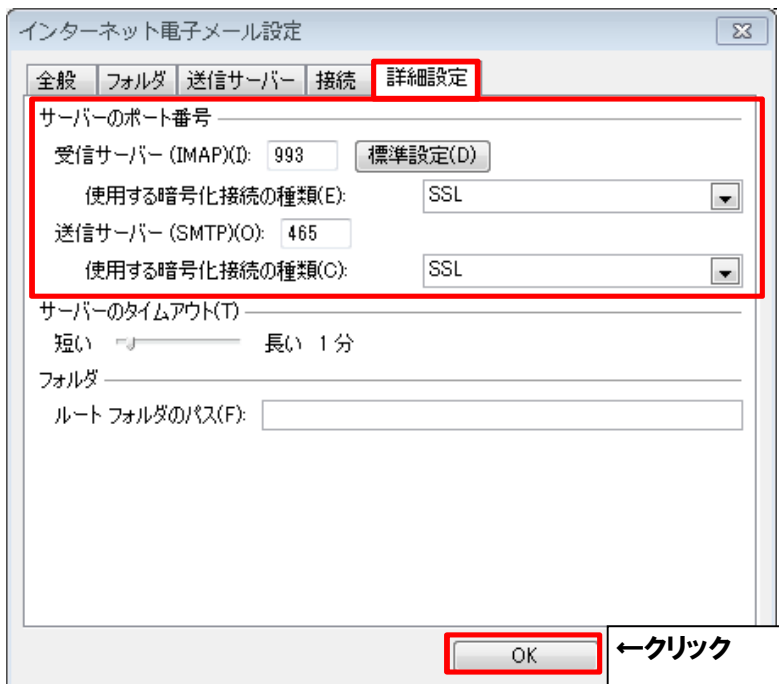 インターネット電子メール設定
全般 フォルダ 送信サーバー 接続 詳細設定
サーバーのポート番号
受信サーバー (IMAP)(I): 993 標準設定(D)
使用する暗号化接続の種類(E): SSL
送信サーバー (SMTP)(O): 465
使用する暗号化接続の種類(C): SSL
サーバーのタイムアウト(T)
短い 長い 1 分
フォルダ
ルート フォルダのパス(F):
OK ←クリック